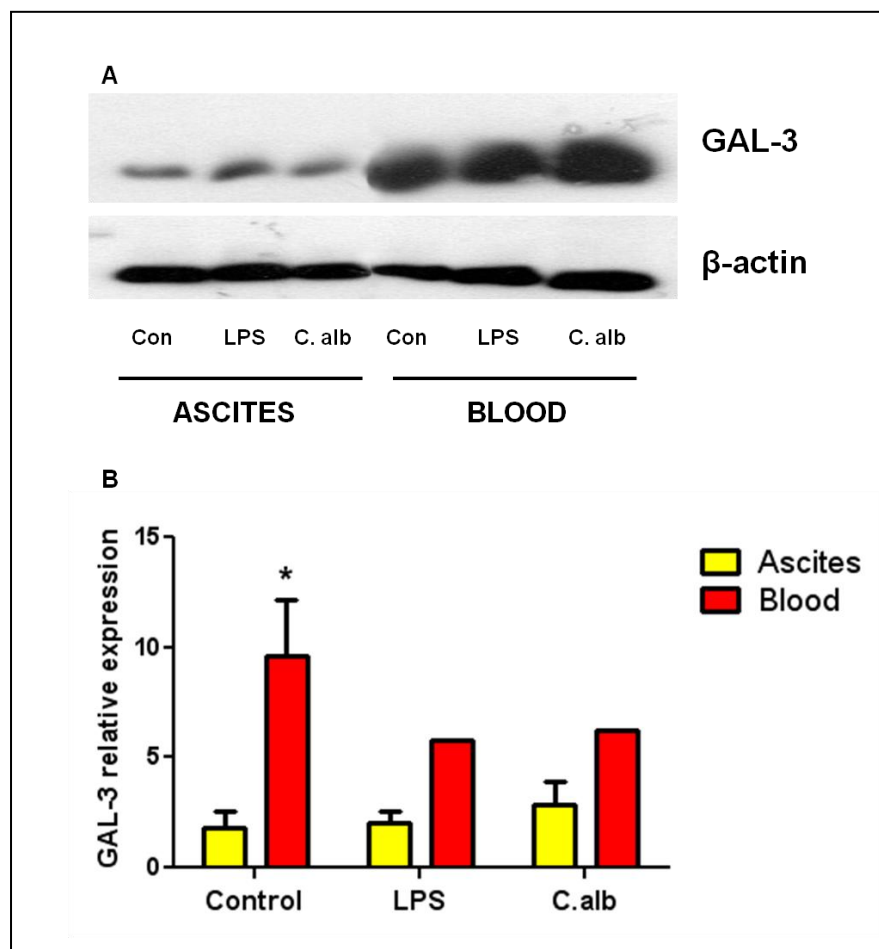 A
GAL-3
β-actin
Con LPS C. alb Con LPS C. alb
ASCITES BLOOD
B
GAL-3 relative expression
15
10
5
0
*
Ascites
Blood
Control LPS C.alb